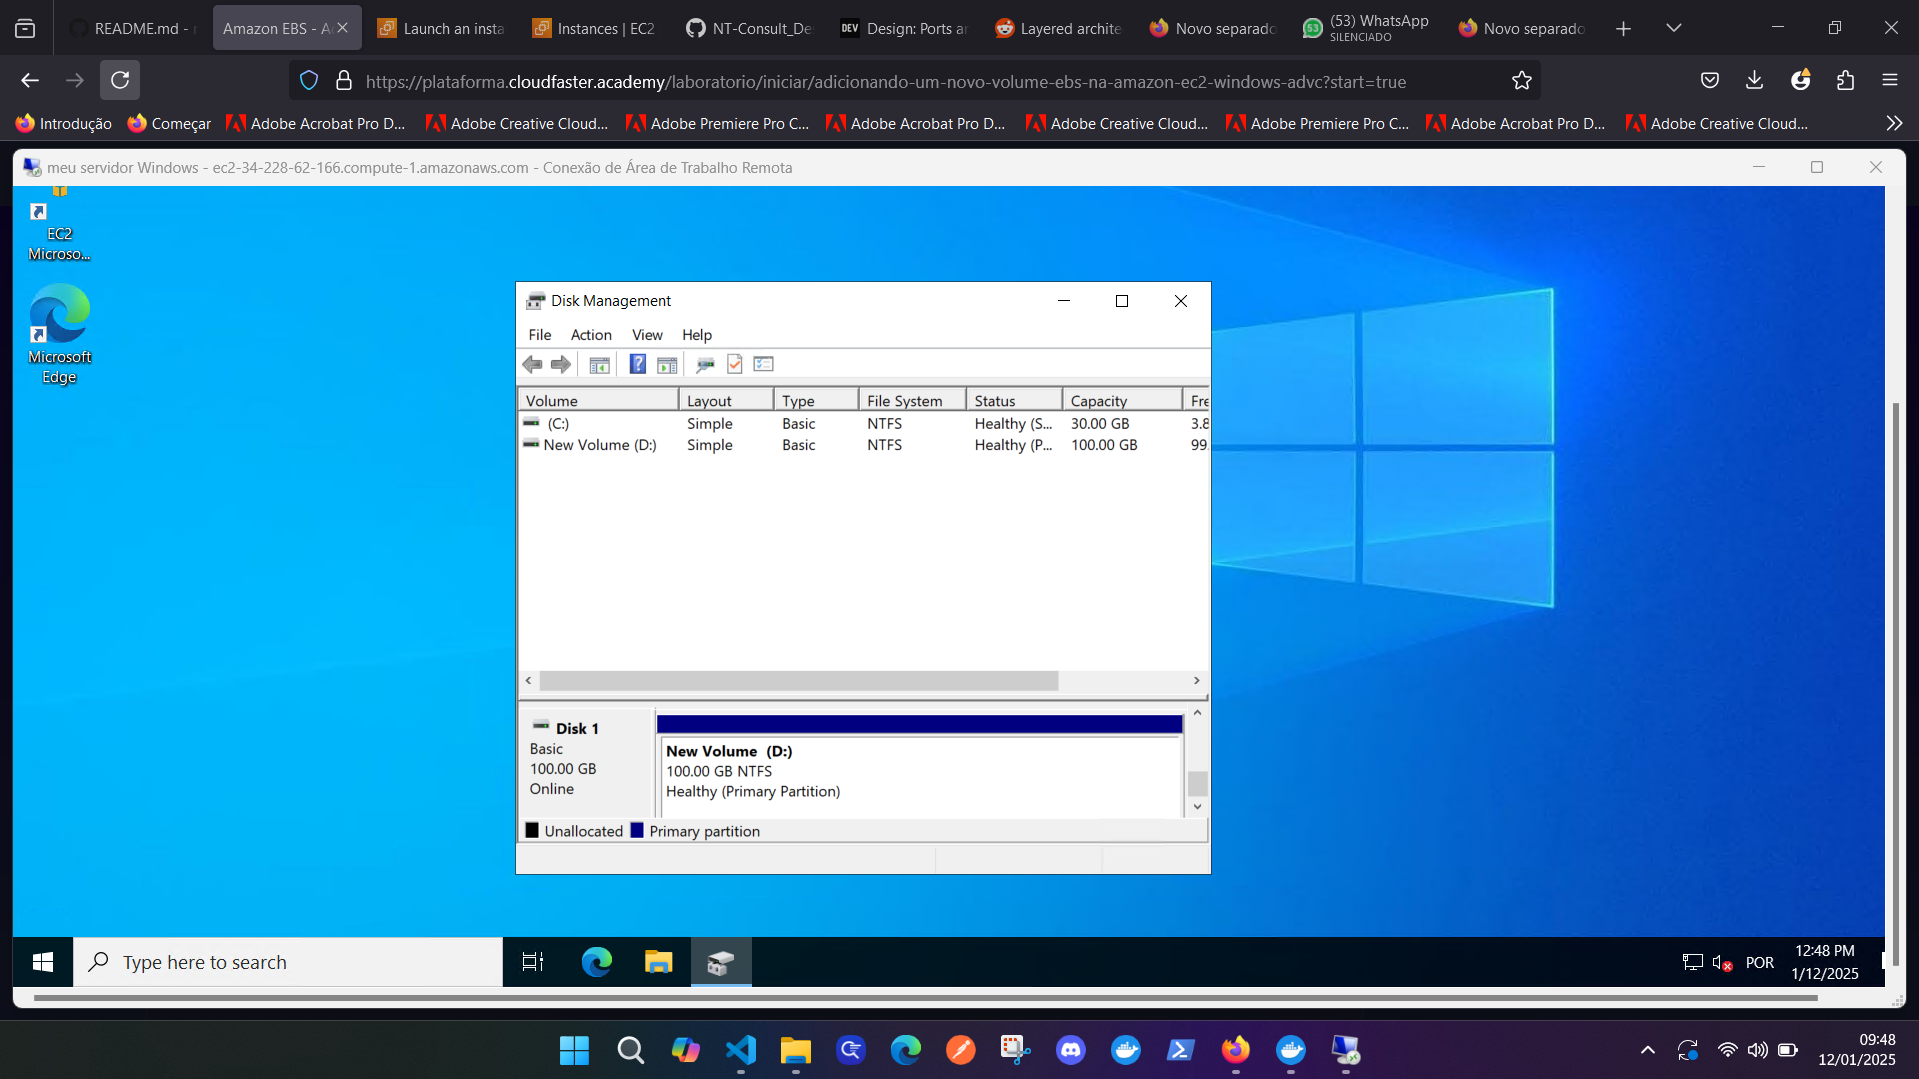 README.md -
Amazon EBS - A
Launch an insta
Instances | EC2
NT-Consult_De
DEV
Design: Ports ar
Layered archite
Novo separado
53
(53) WhatsApp
SILENCIADO
Novo separado
https://plataforma.cloudfaster.academy/laboratorio/iniciar/adicionando-um-novo-volume-ebs-na-amazon-ec2-windows-advc?start=true
Introdução
Começar
Adobe Acrobat Pro D...
Adobe Creative Cloud...
Adobe Premiere Pro C...
Adobe Acrobat Pro D...
Adobe Creative Cloud...
Adobe Premiere Pro C...
Adobe Acrobat Pro D...
Adobe Creative Cloud...
meu servidor Windows - ec2-34-228-62-166.compute-1.amazonaws.com - Conexão de Área de Trabalho Remota
EC2
Microso...
Microsoft
Edge
Disk Management
File Action View Help
Volume Layout Type File System Status Capacity Fre
(C:) Simple Basic NTFS Healthy (S... 30.00 GB 3.8
New Volume (D:) Simple Basic NTFS Healthy (P... 100.00 GB 99.
Disk 1
Basic
100.00 GB
Online
New Volume (D:)
100.00 GB NTFS
Healthy (Primary Partition)
Unallocated Primary partition
Type here to search
POR
12:48 PM
1/12/2025
09:48
12/01/2025